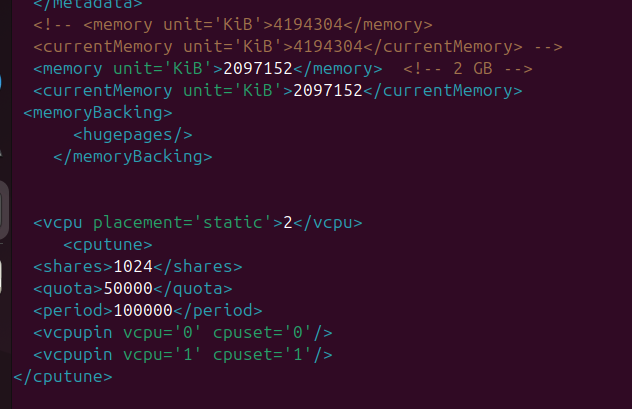 </metadata>
<!-- <memory unit='KiB'>4194304</memory>
<currentMemory unit='KiB'>4194304</currentMemory> -->
<memory unit='KiB'>2097152</memory>  <!-- 2 GB -->
<currentMemory unit='KiB'>2097152</currentMemory>
<memoryBacking>
<hugepages/>
</memoryBacking>
<vcpu placement='static'>2</vcpu>
<cputune>
<shares>1024</shares>
<quota>50000</quota>
<period>100000</period>
<vcpupin vcpu='0' cpuset='0'/>
<vcpupin vcpu='1' cpuset='1'/>
</cputune>